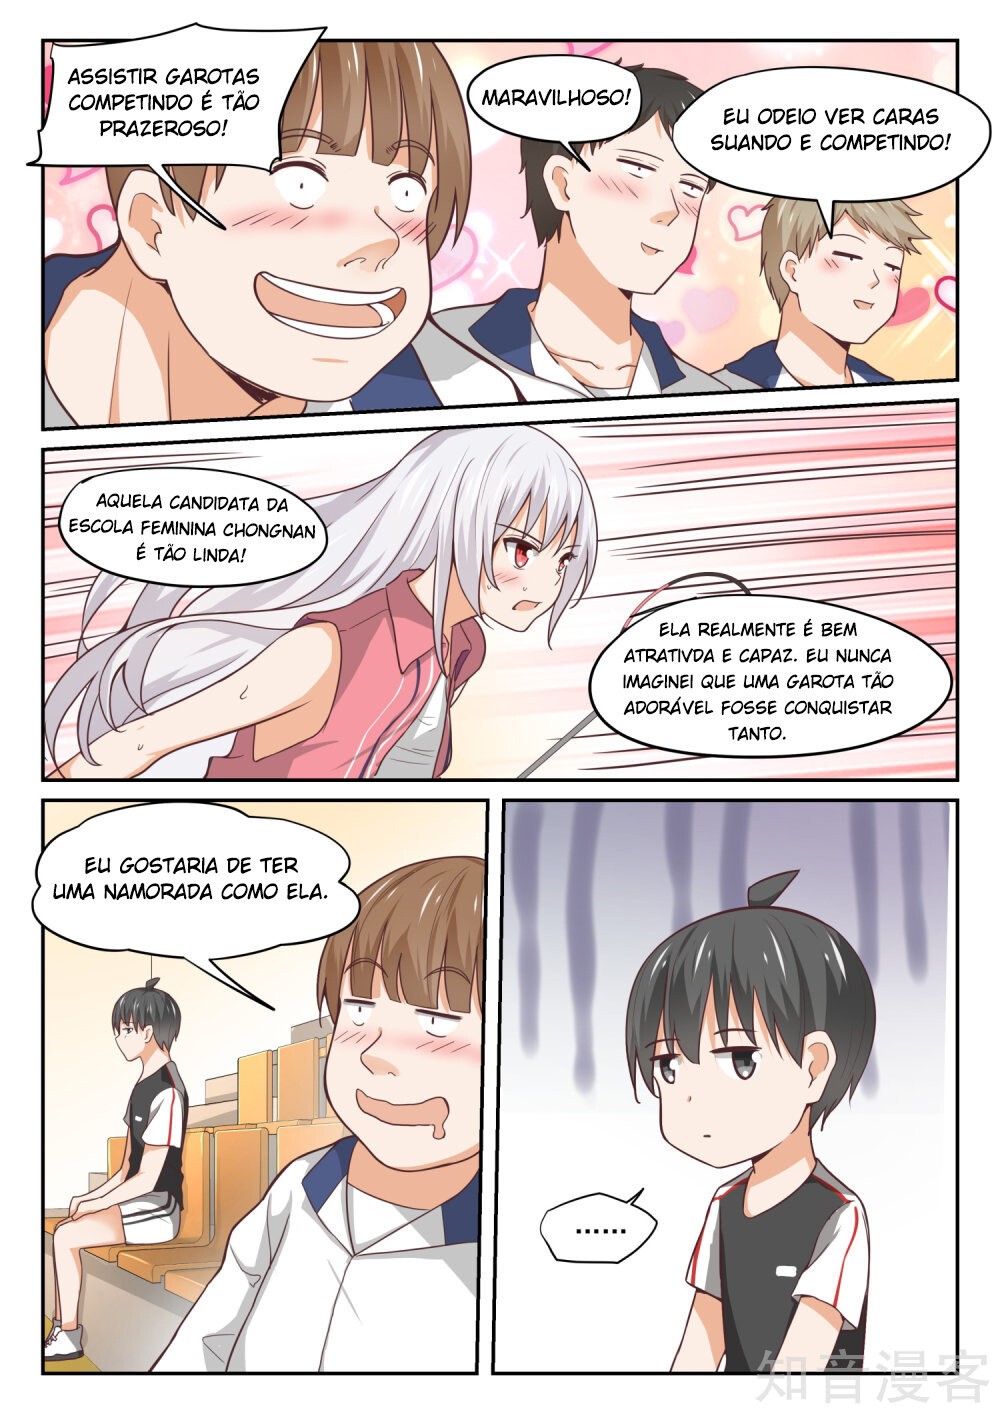 ASSISTIR GAROTAS
COMPETINDO É TÃO
PRAZEROSO!
MARAVILHOSO!
EU ODEIO VER CARAS
SUANDO E COMPETINDO!
AQUELA CANDIDATA DA
ESCOLA FEMININA CHONGNAN
É TÃO LINDA!
ELA REALMENTE É BEM
ATRATIVDA E CAPAZ. EU NUNCA
IMAGINEI QUE UMA GAROTA TÃO
ADORÁVEL FOSSE CONQUISTAR
TANTO.
EU GOSTARIA DE TER
UMA NAMORADA COMO ELA.
......
知音漫客